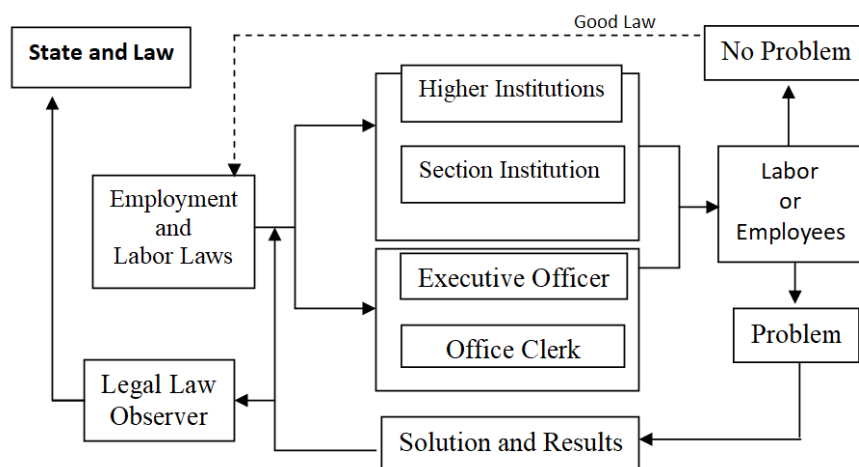 Good Law
State and Law
No Problem
Higher Institutions
Section Institution
Employment
and
Labor Laws
Labor
or
Employees
Executive Officer
Office Clerk
Problem
Legal Law
Observer
Solution and Results